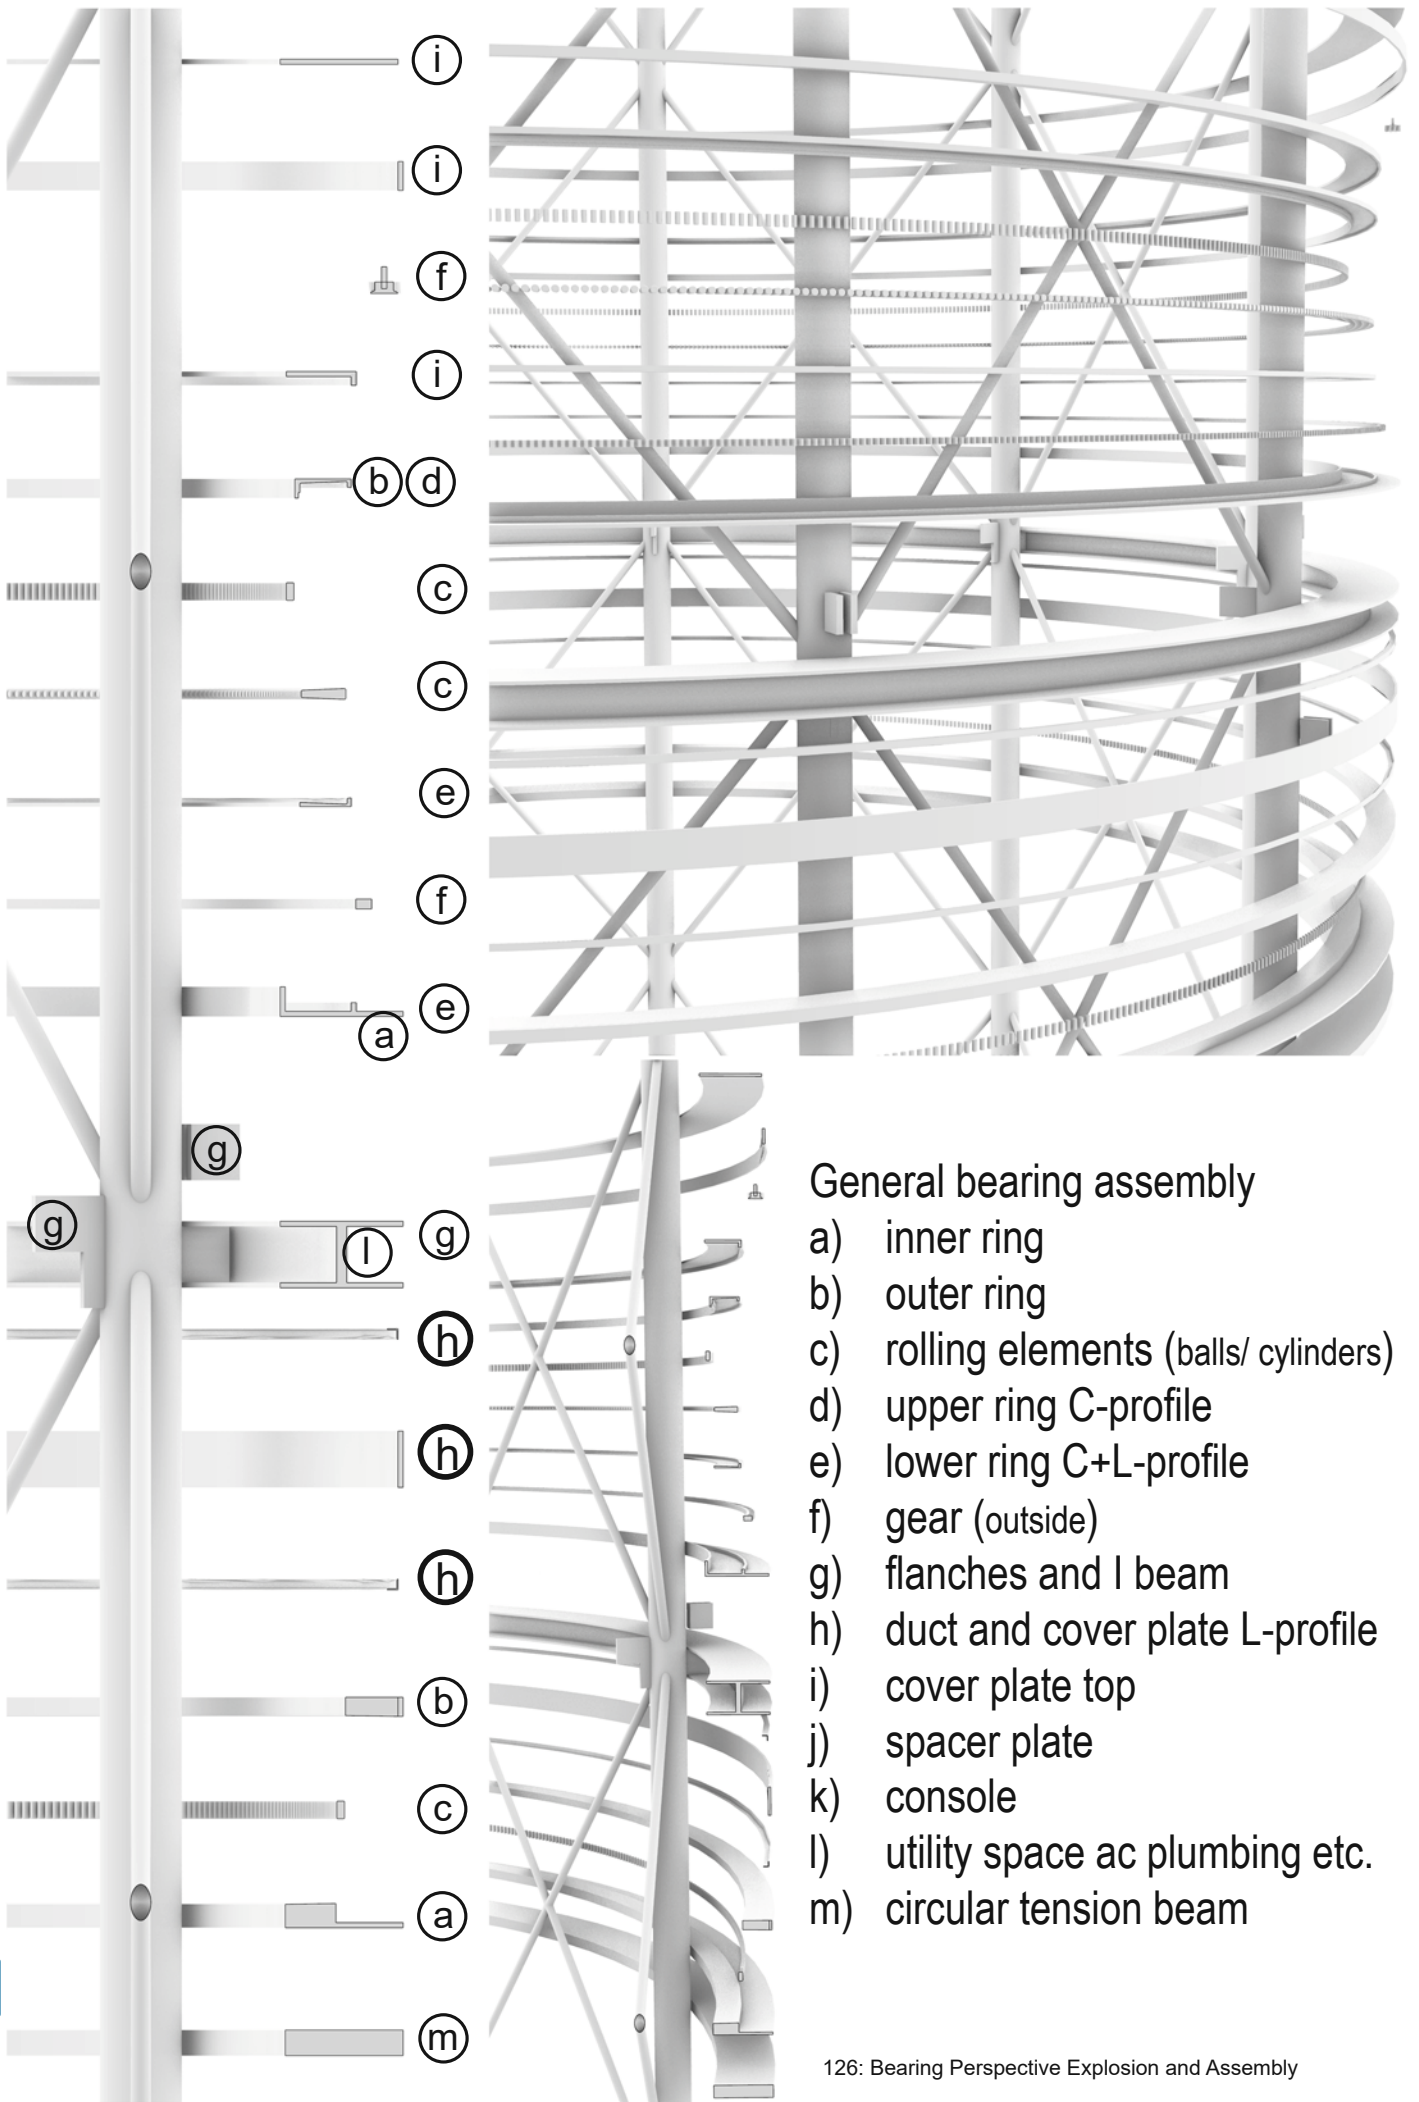 i
i
f
i
b d
c
c
e
f
e
a
g
g
g
l
h
h
h
b
c
a
m
General bearing assembly
a) inner ring
b) outer ring
c) rolling elements (balls/ cylinders)
d) upper ring C-profile
e) lower ring C+L-profile
f) gear (outside)
g) flanches and I beam
h) duct and cover plate L-profile
i) cover plate top
j) spacer plate
k) console
l) utility space ac plumbing etc.
m) circular tension beam
126: Bearing Perspective Explosion and Assembly